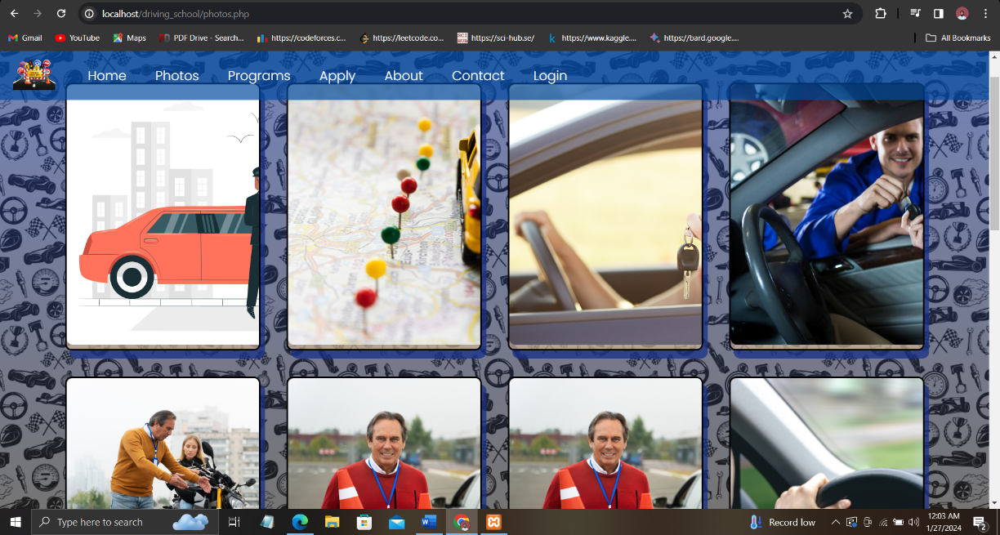 localhost/driving_school/photos.php
Gmail
YouTube
Maps
PDF Drive - Search...
https://codeforces.c...
https://leetcode.co...
SCI
HUB
https://sci-hub.se/
k
https://www.kaggle....
https://bard.google....
All Bookmarks
Home
Photos
Programs
Apply
About
Contact
Login
Type here to search
Record low
12:03 AM
1/27/2024
2